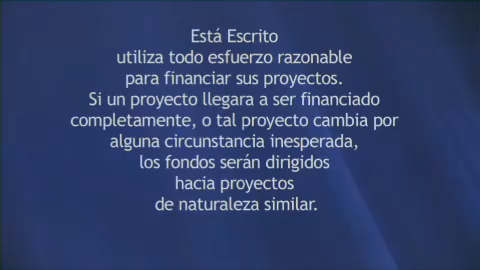 Está Escrito
utiliza todo esfuerzo razonable
para financiar sus proyectos.
Si un proyecto llegara a ser financiado
completamente, o tal proyecto cambia por
alguna circunstancia inesperada,
los fondos serán dirigidos
hacia proyectos
de naturaleza similar.